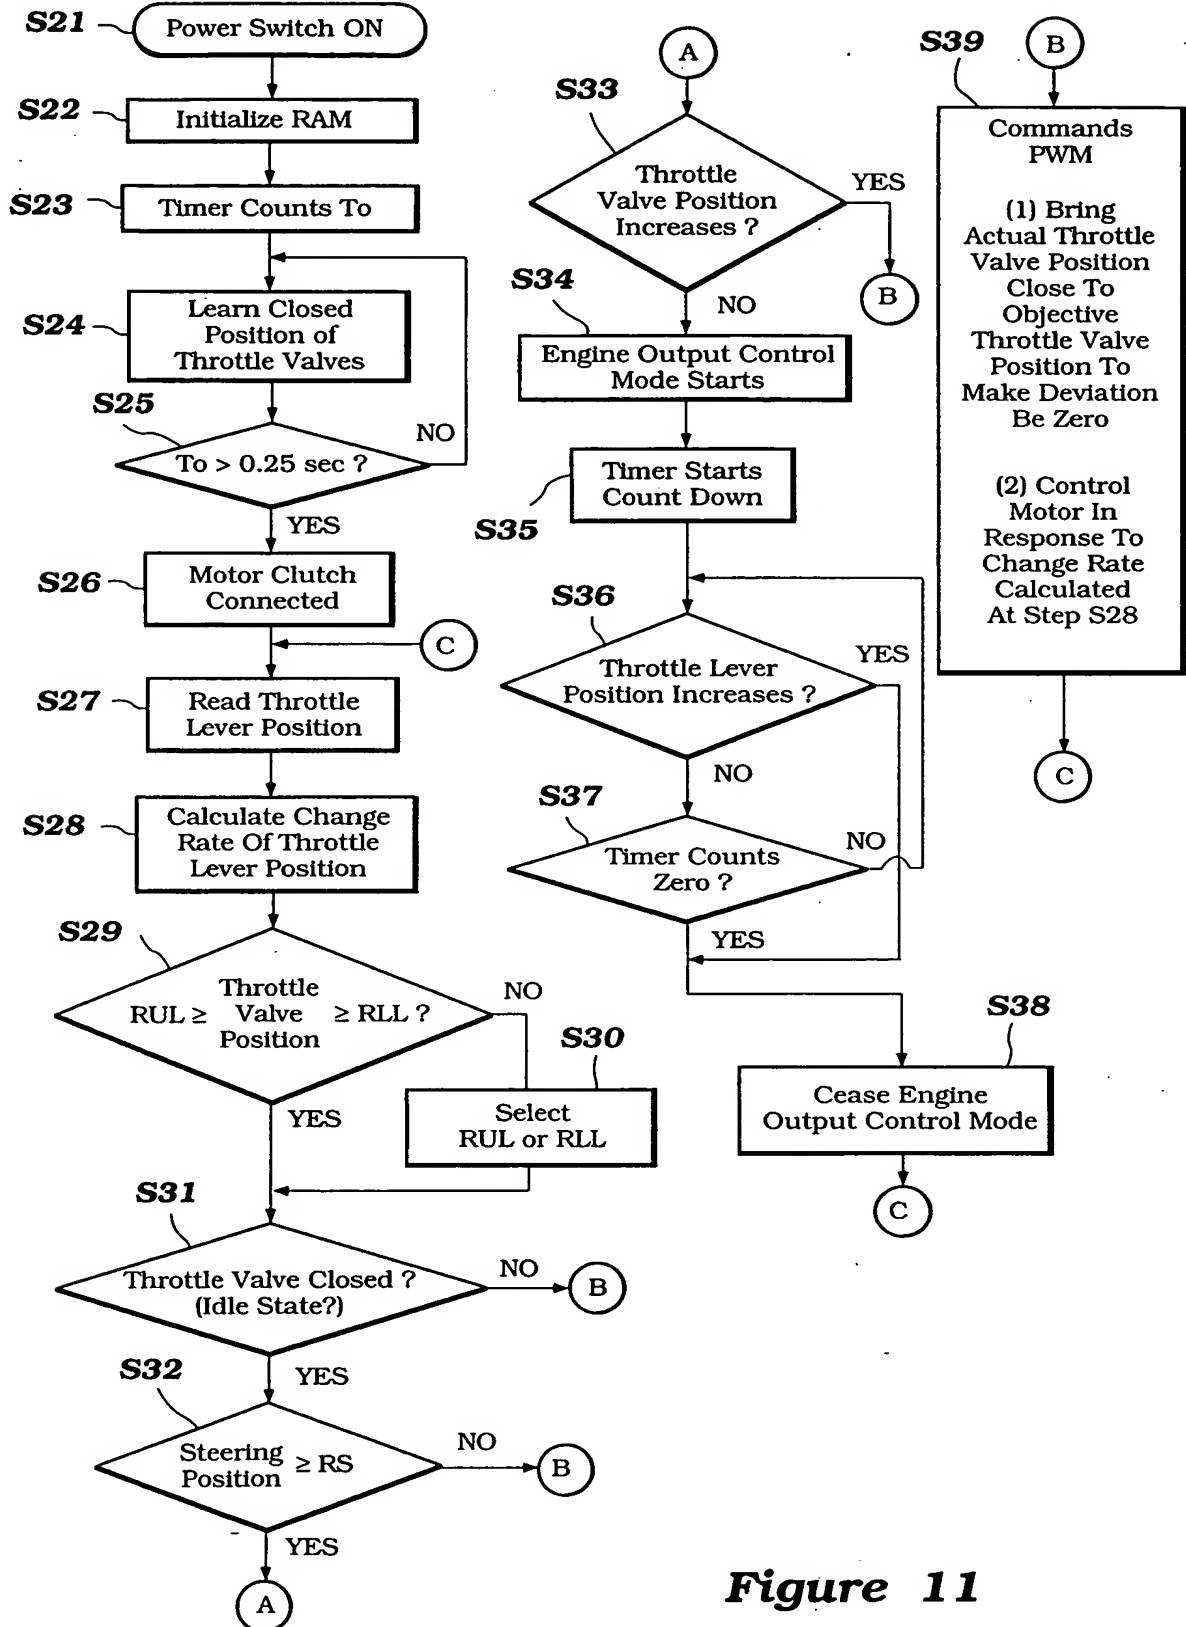 S21
Power Switch ON
S22
Initialize RAM
S23
Timer Counts To
S24
Learn Closed
Position of
Throttle Valves
S25
To > 0.25 sec ?
NO
YES
S26
Motor Clutch
Connected
C
S27
Read Throttle
Lever Position
S28
Calculate Change
Rate Of Throttle
Lever Position
S29
RUL ≥ Throttle Valve Position ≥ RLL ?
NO
YES
S30
Select
RUL or RLL
S31
Throttle Valve Closed ?
(Idle State?)
NO
B
YES
S32
Steering
Position ≥ RS
NO
B
YES
A
A
S33
Throttle
Valve Position
Increases ?
YES
B
NO
S34
Engine Output Control
Mode Starts
S35
Timer Starts
Count Down
S36
Throttle Lever
Position Increases ?
YES
NO
S37
Timer Counts
Zero ?
NO
YES
S38
Cease Engine
Output Control Mode
C
S39
B
Commands
PWM
(1) Bring
Actual Throttle
Valve Position
Close To
Objective
Throttle Valve
Position To
Make Deviation
Be Zero
(2) Control
Motor In
Response To
Change Rate
Calculated
At Step S28
C
Figure 11